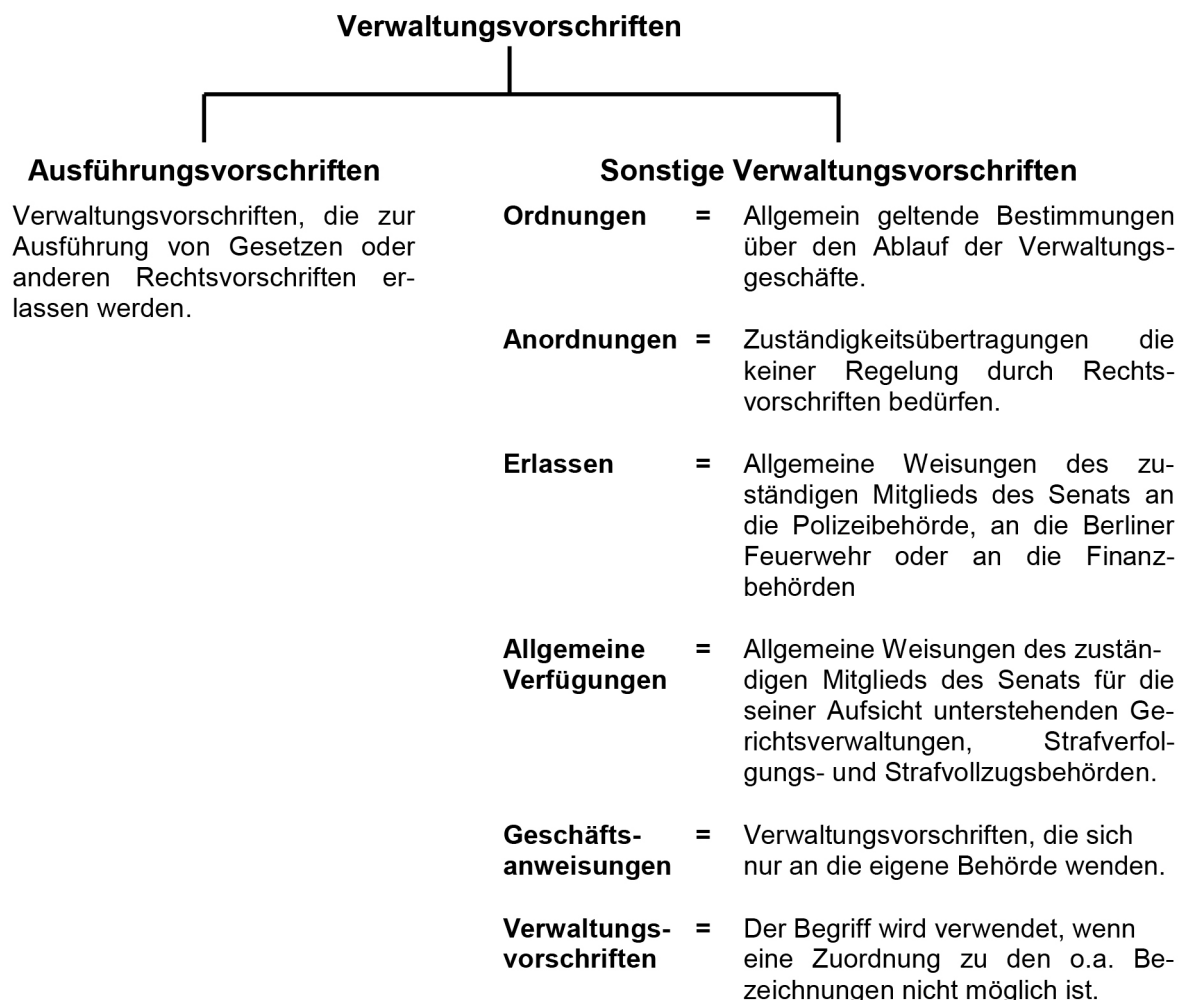 Verwaltungsvorschriften
Ausführungsvorschriften
Verwaltungsvorschriften, die zur
Ausführung von Gesetzen oder
anderen Rechtsvorschriften er-
lassen werden.
Sonstige Verwaltungsvorschriften
Ordnungen = Allgemein geltende Bestimmungen
über den Ablauf der Verwaltungs-
geschäfte.
Anordnungen = Zuständigkeitsübertragungen die
keiner Regelung durch Rechts-
vorschriften bedürfen.
Erlassen = Allgemeine Weisungen des zu-
ständigen Mitglieds des Senats an
die Polizeibehörde, an die Berliner
Feuerwehr oder an die Finanz-
behörden
Allgemeine = Allgemeine Weisungen des zustän-
Verfügungen digen Mitglieds des Senats für die
seiner Aufsicht unterstehenden Ge-
richtsverwaltungen, Strafverfol-
gungs- und Strafvollzugsbehörden.
Geschäfts- = Verwaltungsvorschriften, die sich
anweisungen nur an die eigene Behörde wenden.
Verwaltungs- = Der Begriff wird verwendet, wenn
vorschriften eine Zuordnung zu den o.a. Be-
zeichnungen nicht möglich ist.